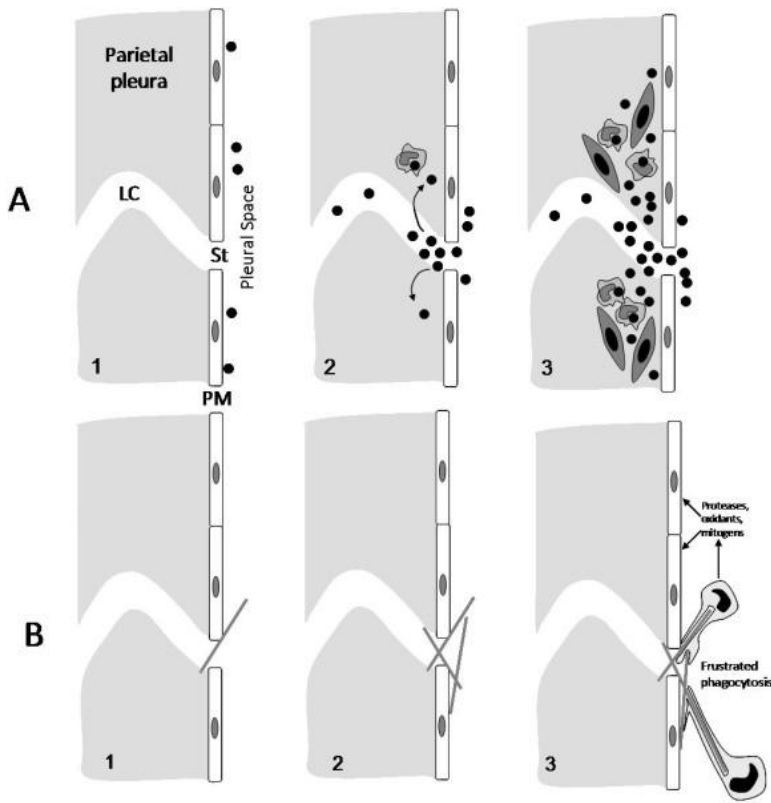 Parietal
pleura
A
LC
St
Pleural Space
1
2
3
PM
B
Proteases,
oxidants,
mitogens
Frustrated
phagocytosis
1
2
3